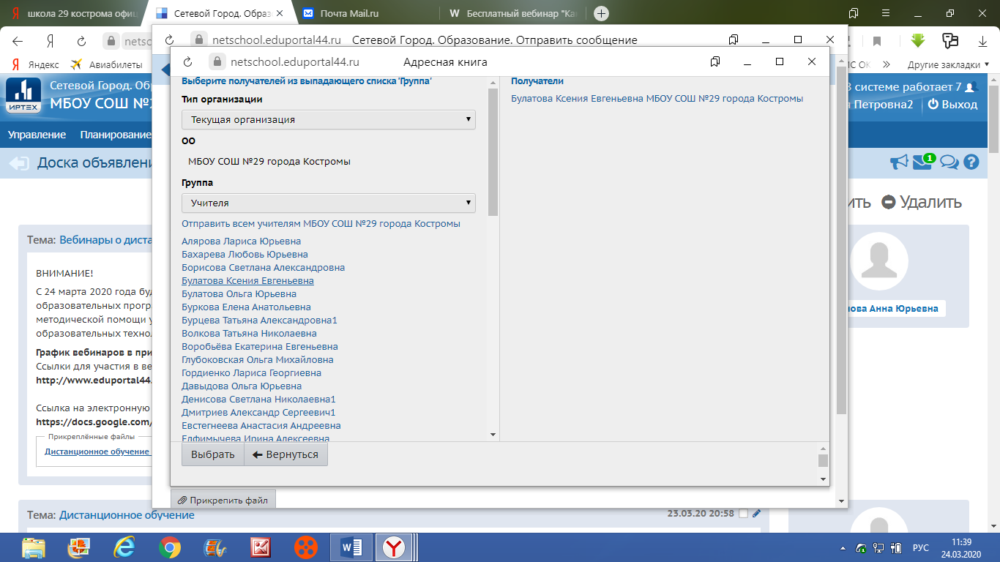 школа 29 кострома офиц
Сетевой Город. Образо
Почта Mail.ru
W Бесплатный вебинар "Ка
netsc
netschool.eduportal44.ru Сетевой Город. Образование. Отправить сообщение
netschool.eduportal44.ru Адресная книга
Яндекс
Авиабилеты
Другие закладки
ИРТЕХ
Сетевой Город. Об
МБОУ СОШ №2
В системе работает 7
Петровна2
Выход
Управление
Планирование
Доска объявлени
1
ить
Удалить
Выберите получателей из выпадающего списка 'Группа'
Тип организации
Текущая организация
ОО
МБОУ СОШ №29 города Костромы
Группа
Учителя
Отправить всем учителям МБОУ СОШ №29 города Костромы
Алярова Лариса Юрьевна
Бахарева Любовь Юрьевна
Борисова Светлана Александровна
Булатова Ксения Евгеньевна
Булатова Ольга Юрьевна
Буркова Елена Анатольевна
Бурцева Татьяна Александровна1
Волкова Татьяна Николаевна
Воробьёва Екатерина Евгеньевна
Глубоковская Ольга Михайловна
Гордиенко Лариса Георгиевна
Давыдова Ольга Юрьевна
Денисова Светлана Николаевна1
Дмитриев Александр Сергеевич1
Евстегнеева Анастасия Андреевна
Елфимычева Ирина Алексеевна
Выбрать
Вернуться
Получатели
Булатова Ксения Евгеньевна МБОУ СОШ №29 города Костромы
Прикрепить файл
Тема: Вебинары о диста
ВНИМАНИЕ!
С 24 марта 2020 года буд
образовательных прогр
методической помощи у
образовательных технол
График вебинаров в при
Ссылки для участия в ве
http://www.eduportal44.
Ссылка на электронную
https://docs.google.com/
Прикреплённые файлы
Дистанционное обучение
нова Анна Юрьевна
Тема: Дистанционное обучение
23.03.20 20:58
РУС
11:39
24.03.2020